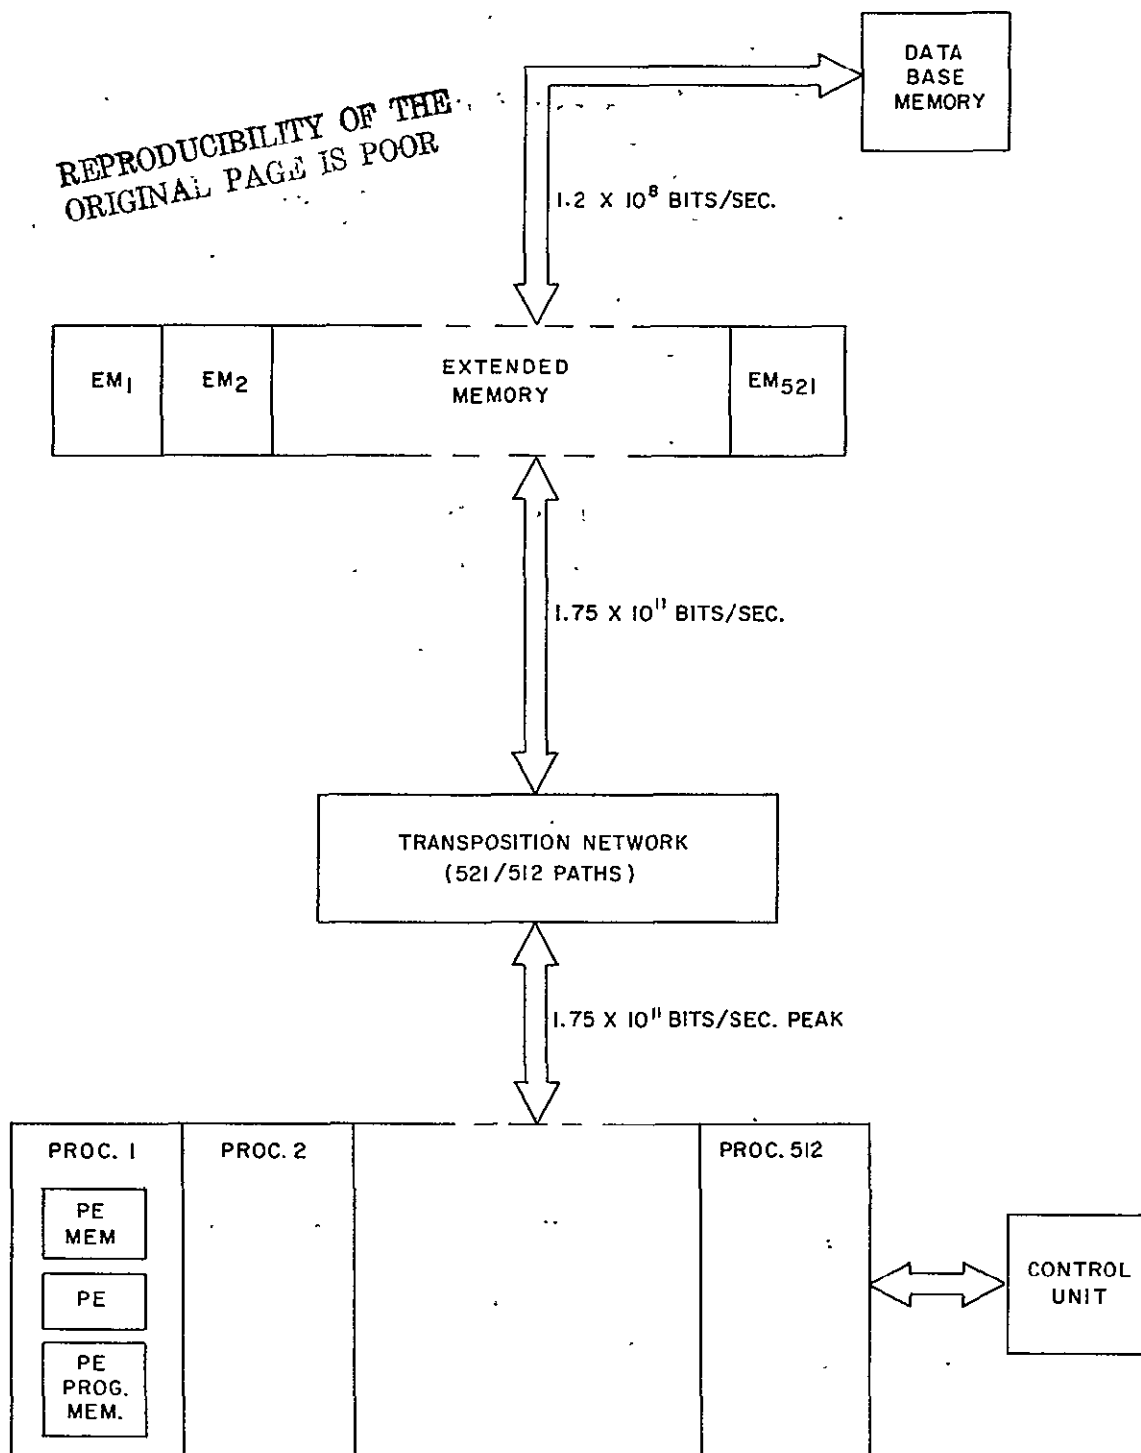 DATA
BASE
MEMORY
REPRODUCIBILITY OF THE
ORIGINAL PAGE IS POOR
1.2 X 10⁸ BITS/SEC.
EM₁
EM₂
EXTENDED
MEMORY
EM₅₂₁
1.75 X 10¹¹ BITS/SEC.
TRANSPOSITION NETWORK
(521/512 PATHS)
1.75 X 10¹¹ BITS/SEC. PEAK
PROC. 1
PROC. 2
PROC. 512
PE
MEM
PE
PE
PROG.
MEM.
CONTROL
UNIT